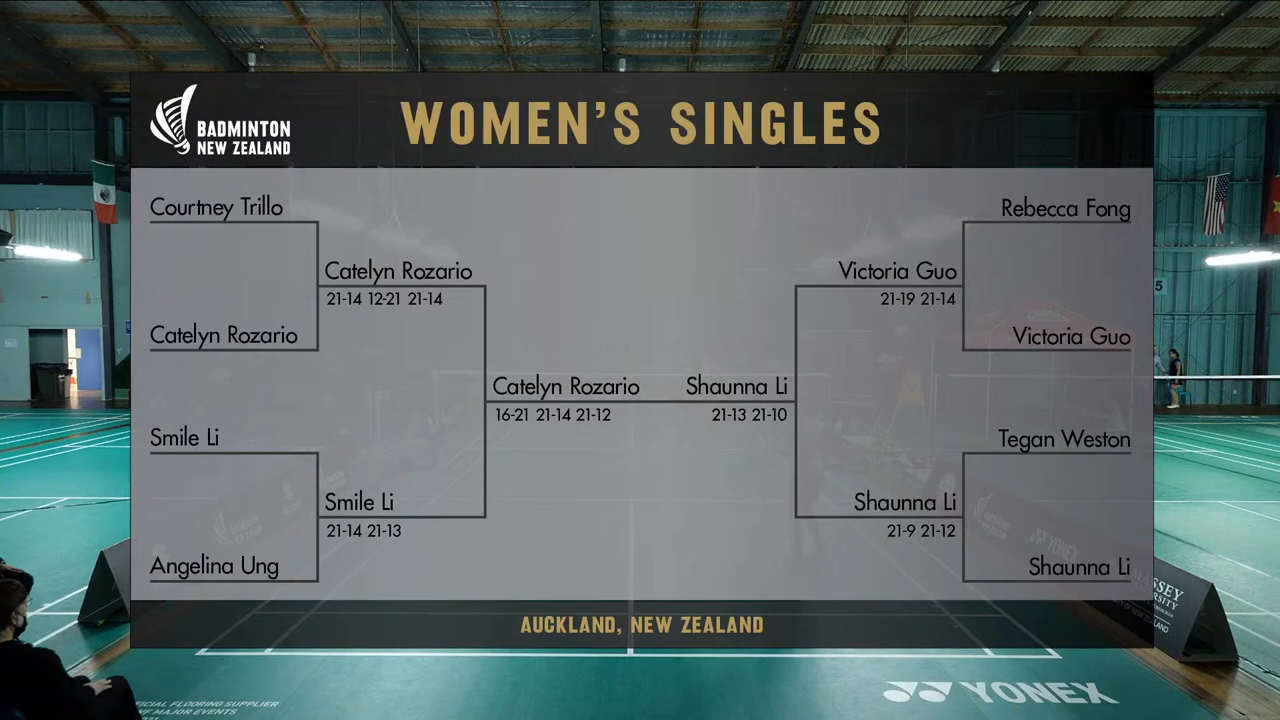 BADMINTON
NEW ZEALAND
WOMEN'S SINGLES
Courtney Trillo
Catelyn Rozario
21-14 12-21 21-14
Catelyn Rozario
Catelyn Rozario
16-21 21-14 21-12
Smile Li
Smile Li
21-14 21-13
Angelina Ung
Rebecca Fong
Victoria Guo
21-19 21-14
Victoria Guo
Shaunna Li
21-13 21-10
Tegan Weston
Shaunna Li
21-9 21-12
Shaunna Li
AUCKLAND, NEW ZEALAND
5
YONEX
YONEX